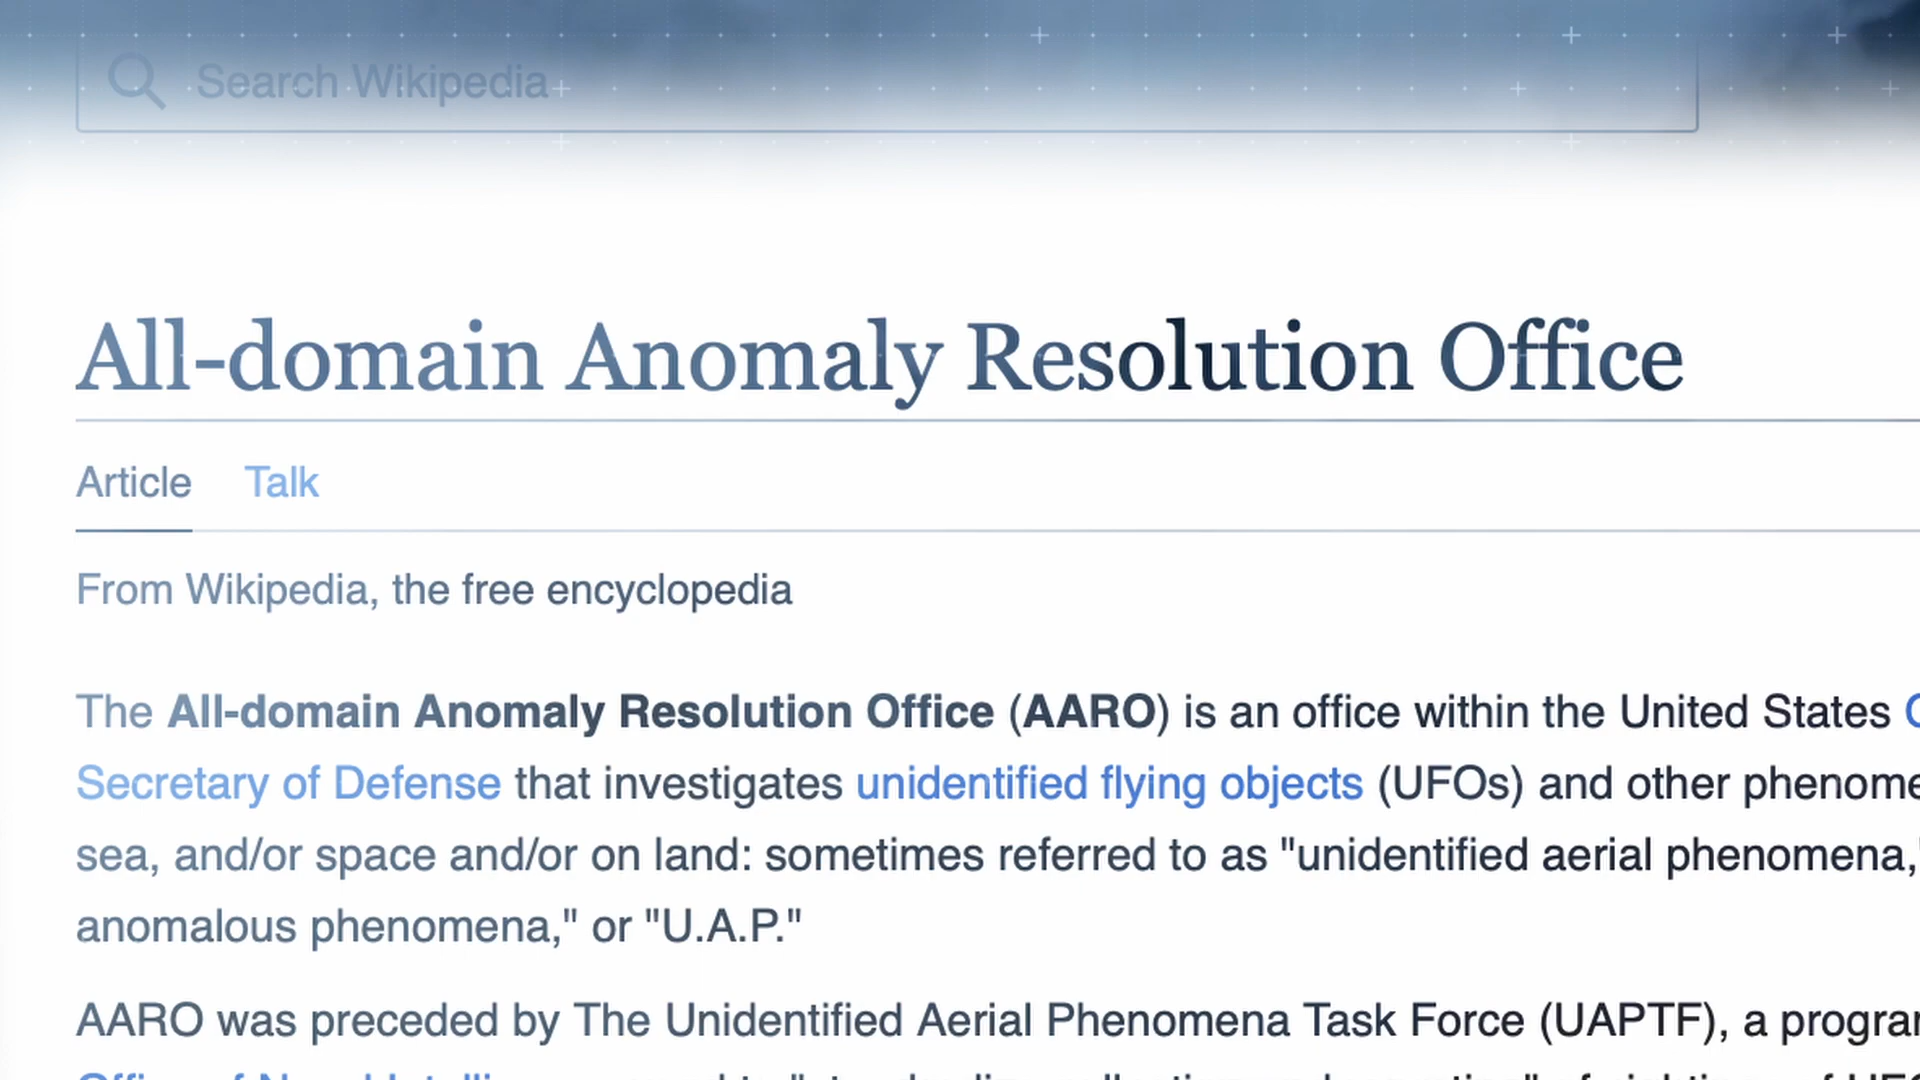 Search Wikipedia
All-domain Anomaly Resolution Office
Article Talk
From Wikipedia, the free encyclopedia
The All-domain Anomaly Resolution Office (AARO) is an office within the United States
Secretary of Defense that investigates unidentified flying objects (UFOs) and other
sea, and/or space and/or on land: sometimes referred to as "unidentified aerial phenomena,"
anomalous phenomena," or "U.A.P."
AARO was preceded by The Unidentified Aerial Phenomena Task Force (UAPTF), a